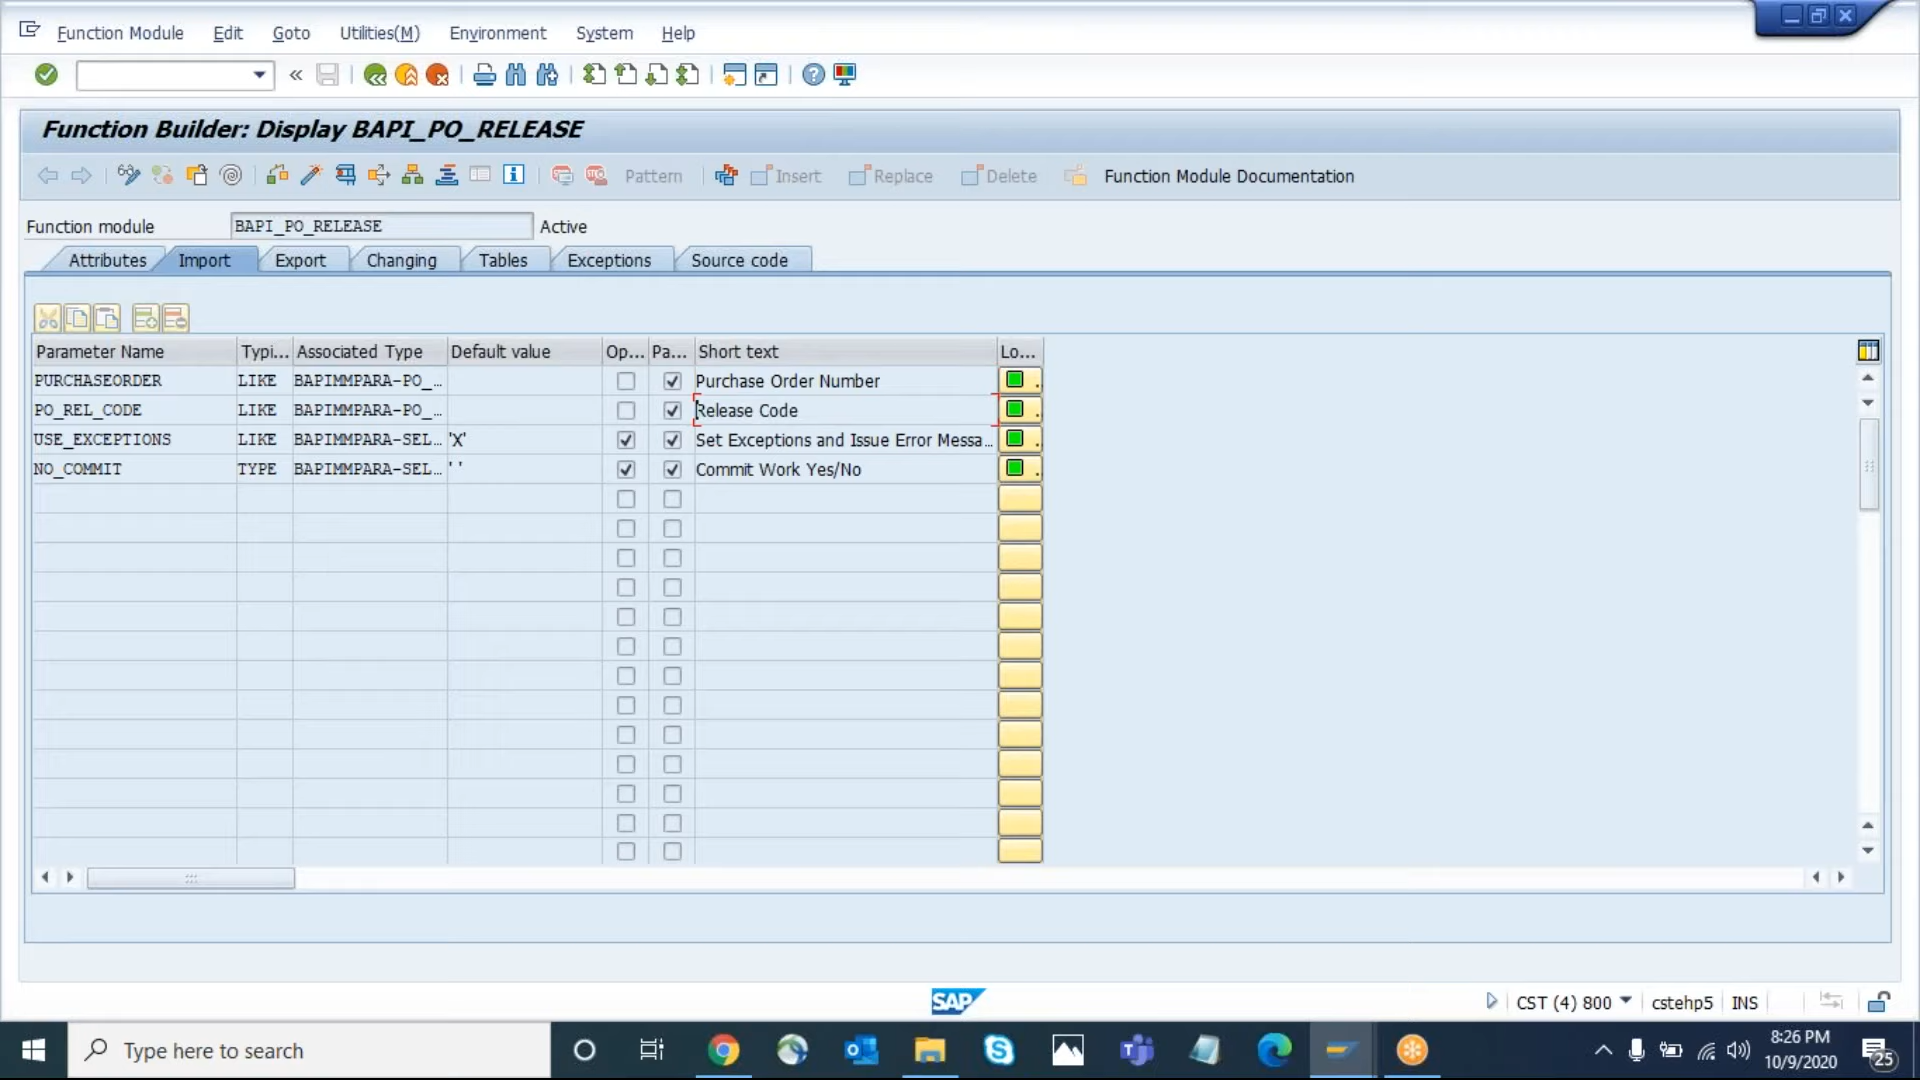 Function Module Edit Goto Utilities(M) Environment System Help
Function Builder: Display BAPI_PO_RELEASE
Pattern Insert Replace Delete Function Module Documentation
Function module BAPI_PO_RELEASE Active
Attributes Import Export Changing Tables Exceptions Source code
Parameter Name Typi... Associated Type Default value Op... Pa... Short text Lo...
PURCHASEORDER LIKE BAPIMMPARA-PO_... Purchase Order Number
PO_REL_CODE LIKE BAPIMMPARA-PO_... Release Code
USE_EXCEPTIONS LIKE BAPIMMPARA-SEL... 'X' Set Exceptions and Issue Error Messa...
NO_COMMIT TYPE BAPIMMPARA-SEL... ' ' Commit Work Yes/No
SAP CST (4) 800 cstehp5 INS
Type here to search
8:26 PM
10/9/2020
25